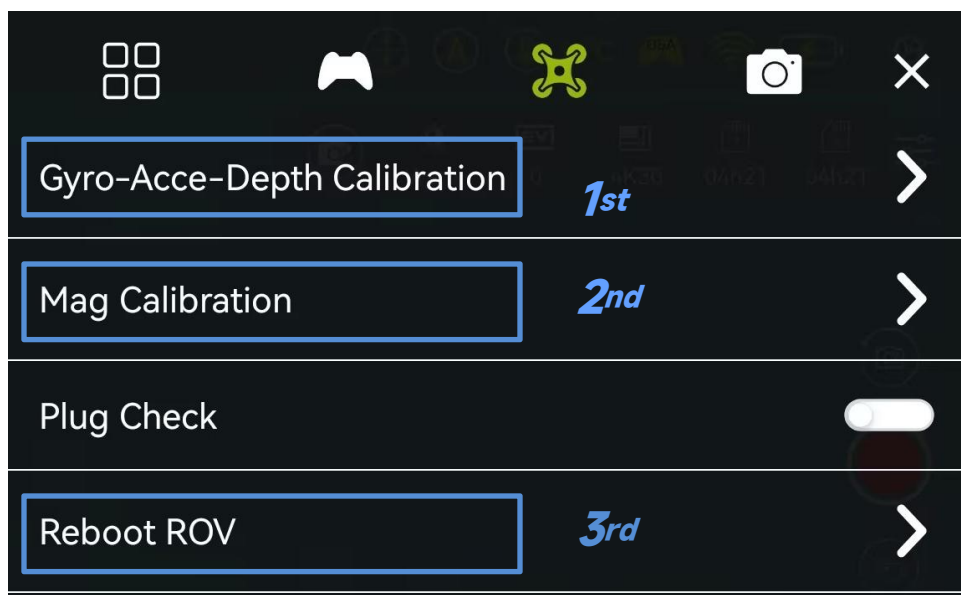 Gyro-Acce-Depth Calibration 1st
Mag Calibration 2nd
Plug Check
Reboot ROV 3rd